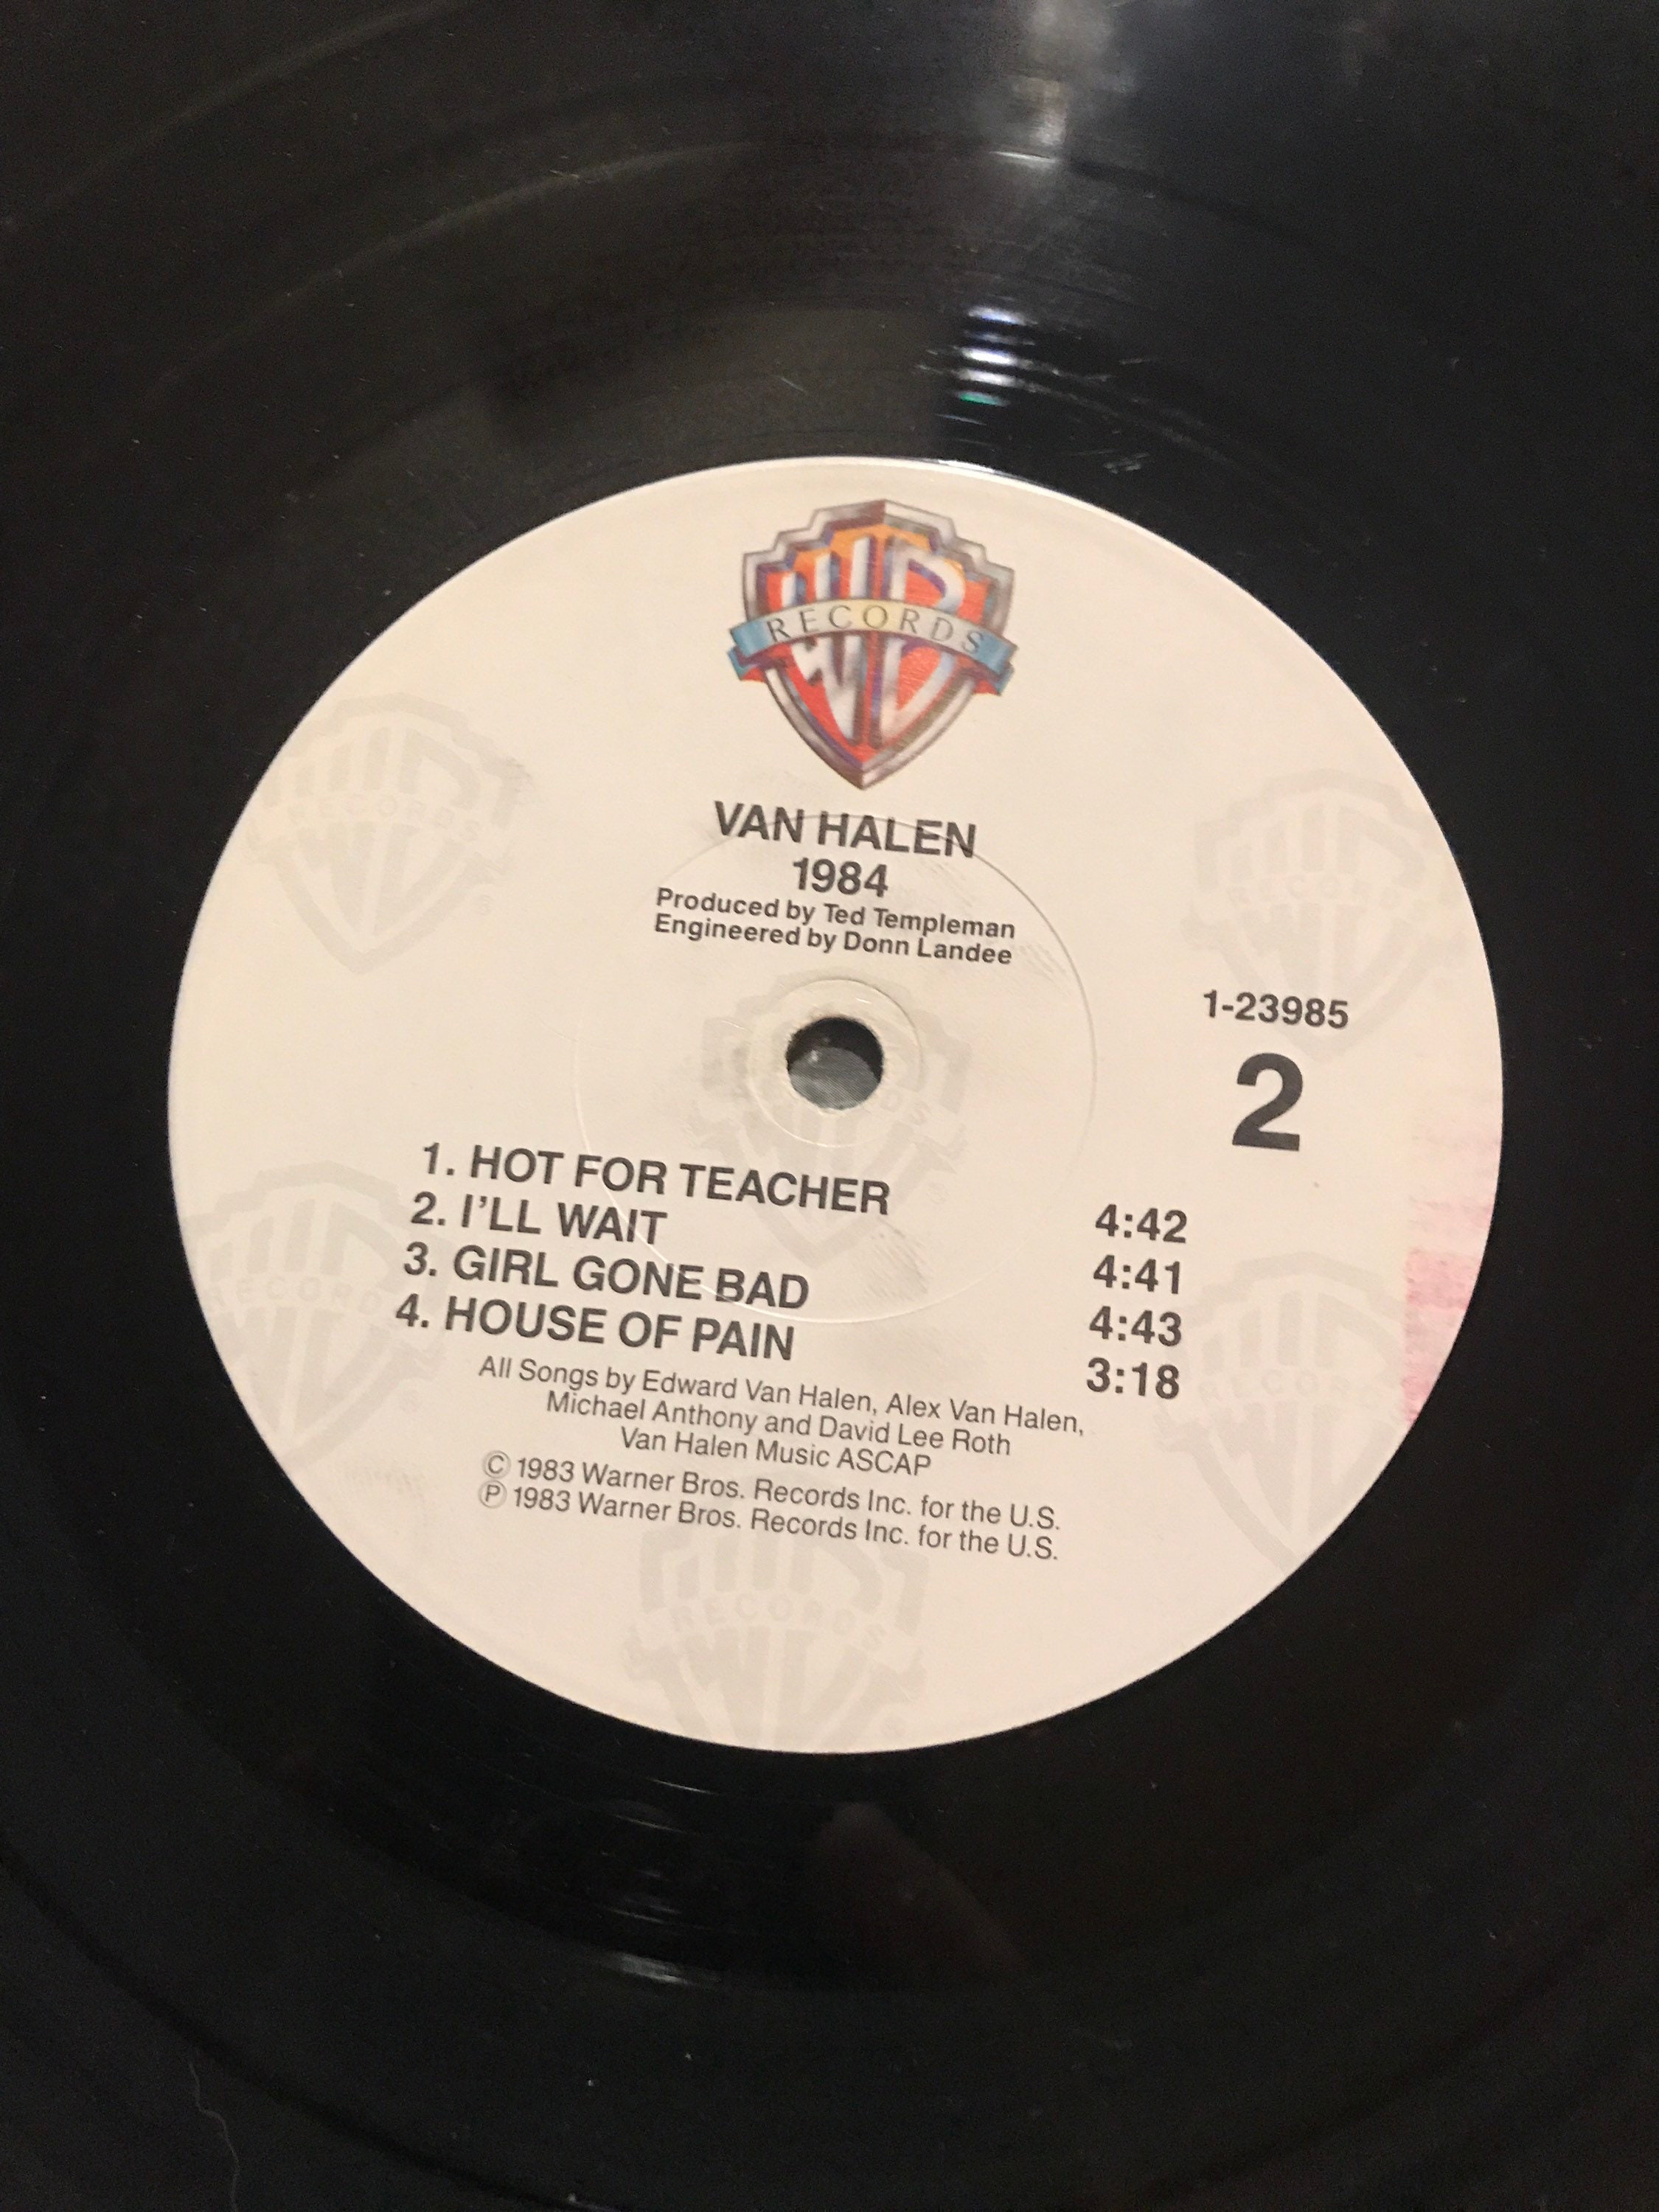 WB
RECORDS
VAN HALEN
1984
Produced by Ted Templeman
Engineered by Donn Landee
1-23985
2
1. HOT FOR TEACHER 4:42
2. I'LL WAIT 4:41
3. GIRL GONE BAD 4:43
4. HOUSE OF PAIN 3:18
All Songs by Edward Van Halen, Alex Van Halen,
Michael Anthony and David Lee Roth
Van Halen Music ASCAP
© 1983 Warner Bros. Records Inc. for the U.S.
℗ 1983 Warner Bros. Records Inc. for the U.S.